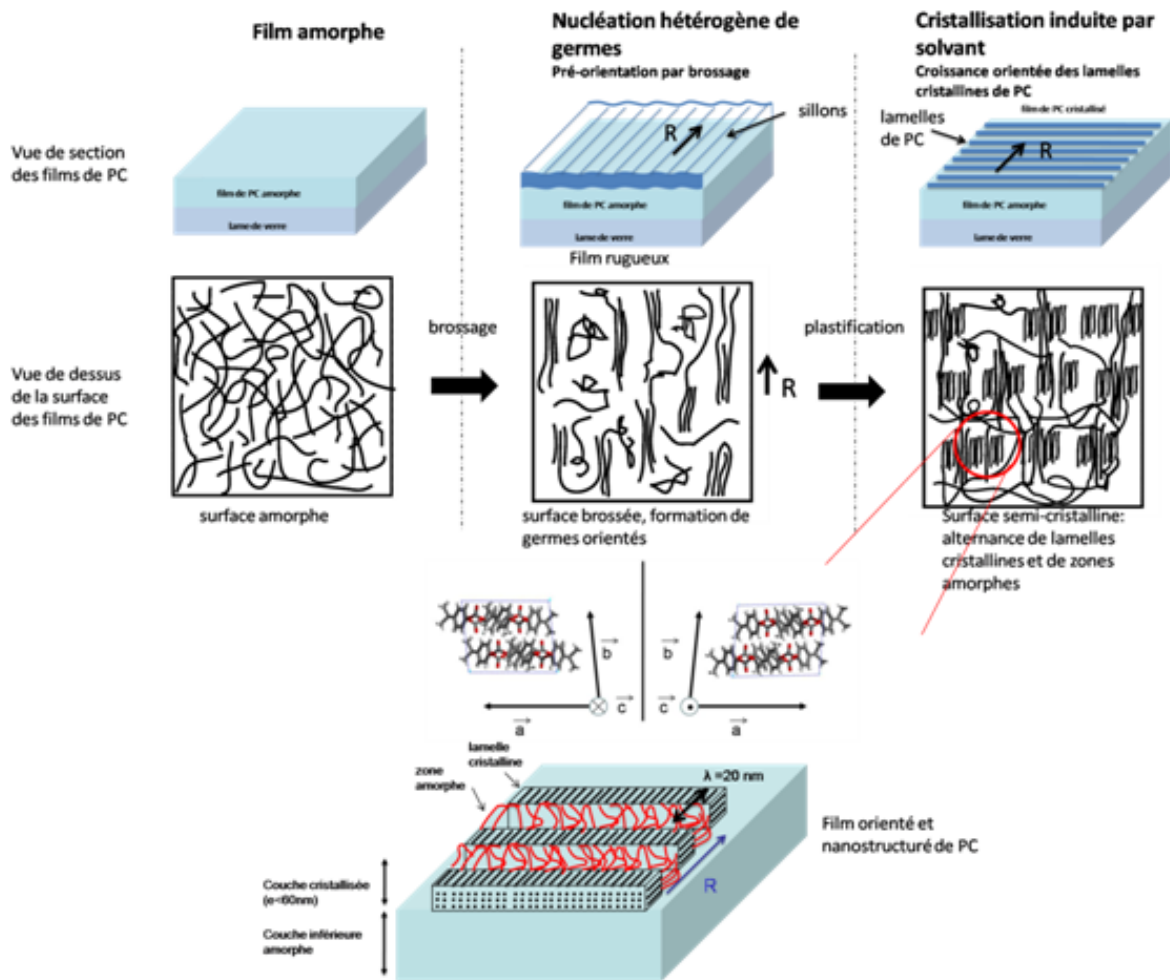 Film amorphe
Nucléation hétérogène de
germes
Pré-orientation par brossage
Cristallisation induite par
solvant
Croissance orientée des lamelles
cristallines de PC
Vue de section
des films de PC
film de PC amorphe
lame de verre
sillons
R
film de PC amorphe
lame de verre
Film rugueux
film de PC cristallisé
lamelles
de PC
R
film de PC amorphe
lame de verre
Vue de dessus
de la surface
des films de PC
brossage
R
plastification
surface amorphe
surface brossée, formation de
germes orientés
Surface semi-cristalline:
alternance de lamelles
cristallines et de zones
amorphes
b
c
a
b
c
a
lamelle
cristalline
zone
amorphe
λ =20 nm
R
Couche cristallisée
(e<60nm)
Couche inférieure
amorphe
Film orienté et
nanostructuré de PC